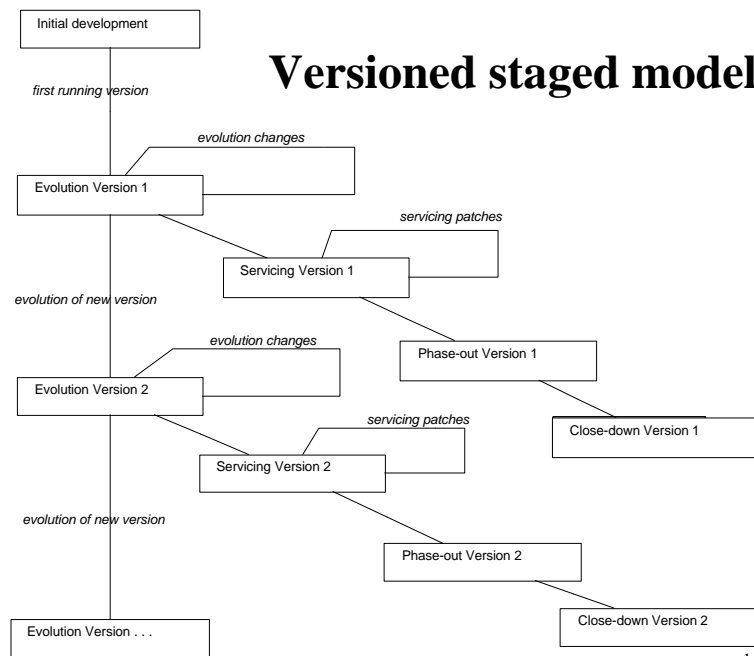 Initial development
Versioned staged model
first running version
evolution changes
Evolution Version 1
servicing patches
Servicing Version 1
evolution of new version
evolution changes
Phase-out Version 1
Evolution Version 2
servicing patches
Close-down Version 1
Servicing Version 2
evolution of new version
Phase-out Version 2
Close-down Version 2
Evolution Version . . .
1